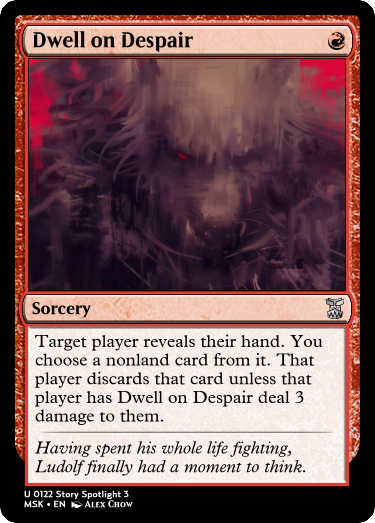 Dwell on Despair
Sorcery
Target player reveals their hand. You
choose a nonland card from it. That
player discards that card unless that
player has Dwell on Despair deal 3
damage to them.
Having spent his whole life fighting,
Ludolf finally had a moment to think.
U 0122 Story Spotlight 3
MSK • EN Alex Chow